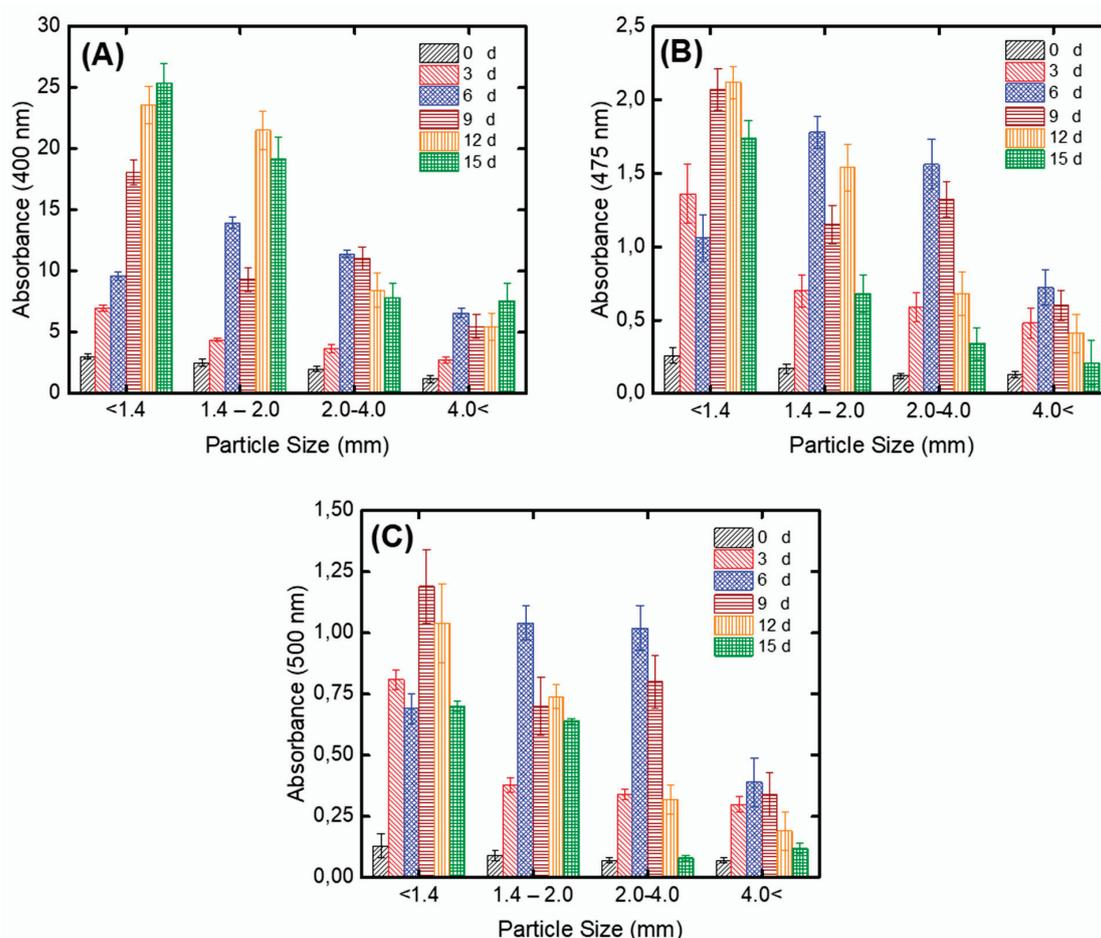 (A)
Absorbance (400 nm)
30
25
20
15
10
5
0
0 d
3 d
6 d
9 d
12 d
15 d
<1.4
1.4 – 2.0
2.0-4.0
4.0<
Particle Size (mm)
(B)
Absorbance (475 nm)
2,5
2,0
1,5
1,0
0,5
0,0
0 d
3 d
6 d
9 d
12 d
15 d
<1.4
1.4 – 2.0
2.0-4.0
4.0<
Particle Size (mm)
(C)
Absorbance (500 nm)
1,50
1,25
1,00
0,75
0,50
0,25
0,00
0 d
3 d
6 d
9 d
12 d
15 d
<1.4
1.4 – 2.0
2.0-4.0
4.0<
Particle Size (mm)